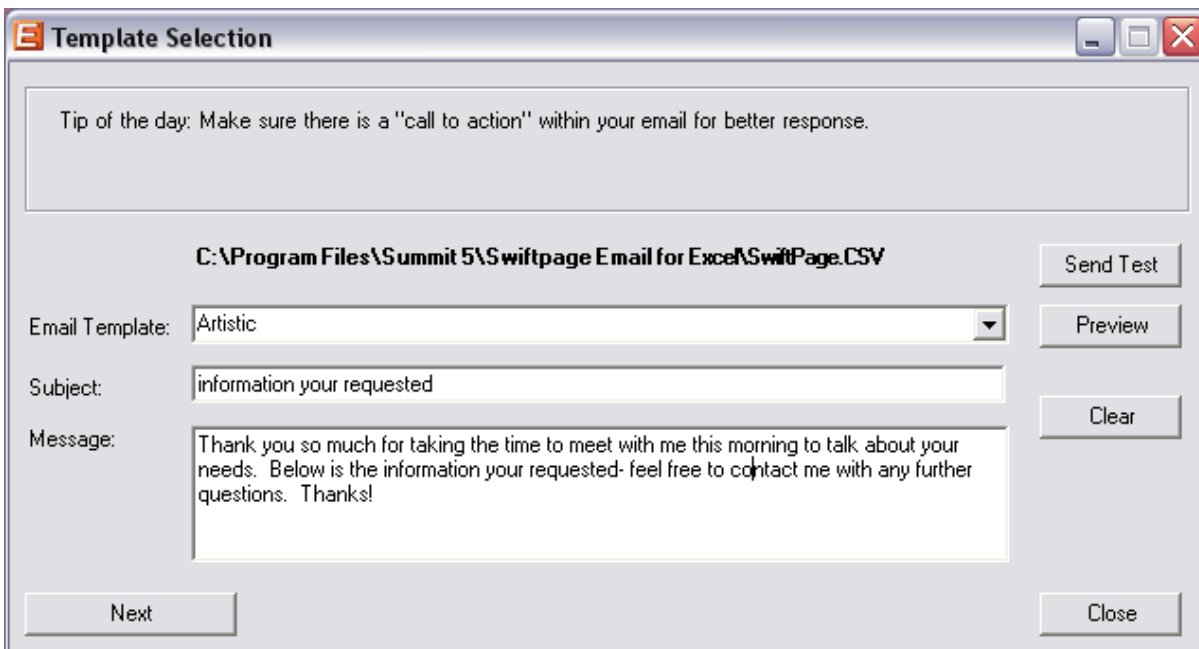 E Template Selection
Tip of the day: Make sure there is a "call to action" within your email for better response.
C:\Program Files\Summit 5\Swiftpage Email for Excel\SwiftPage.CSV
Send Test
Email Template: Artistic
Preview
Subject: information your requested
Clear
Message: Thank you so much for taking the time to meet with me this morning to talk about your
needs. Below is the information your requested- feel free to contact me with any further
questions. Thanks!
Next
Close